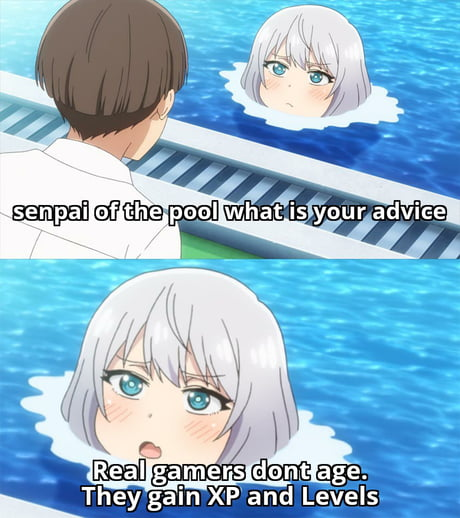 senpai of the pool what is your advice
Real gamers dont age.
They gain XP and Levels